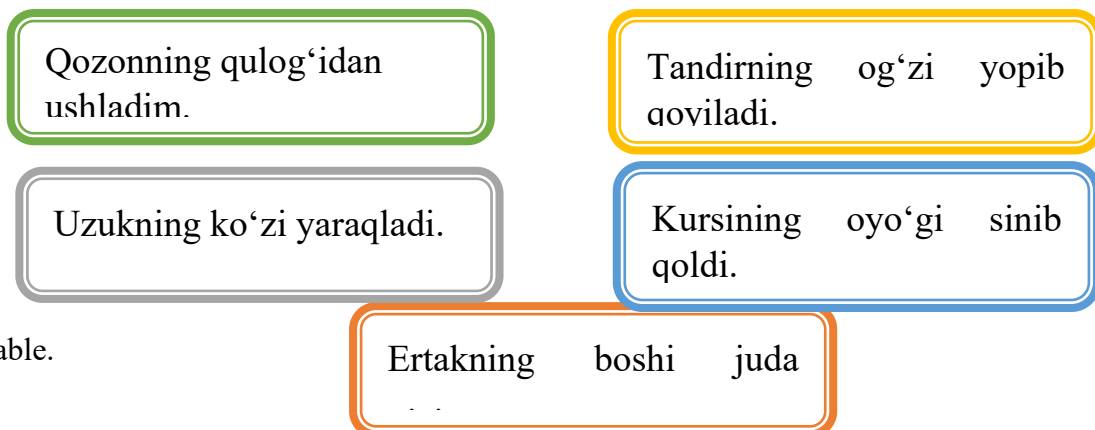 Qozonning qulog‘idan
ushladim.
Tandirning og‘zi yopib
qoviladi.
Uzukning ko‘zi yaraqladi.
Kursining oyo‘gi sinib
qoldi.
able.
Ertakning boshi juda